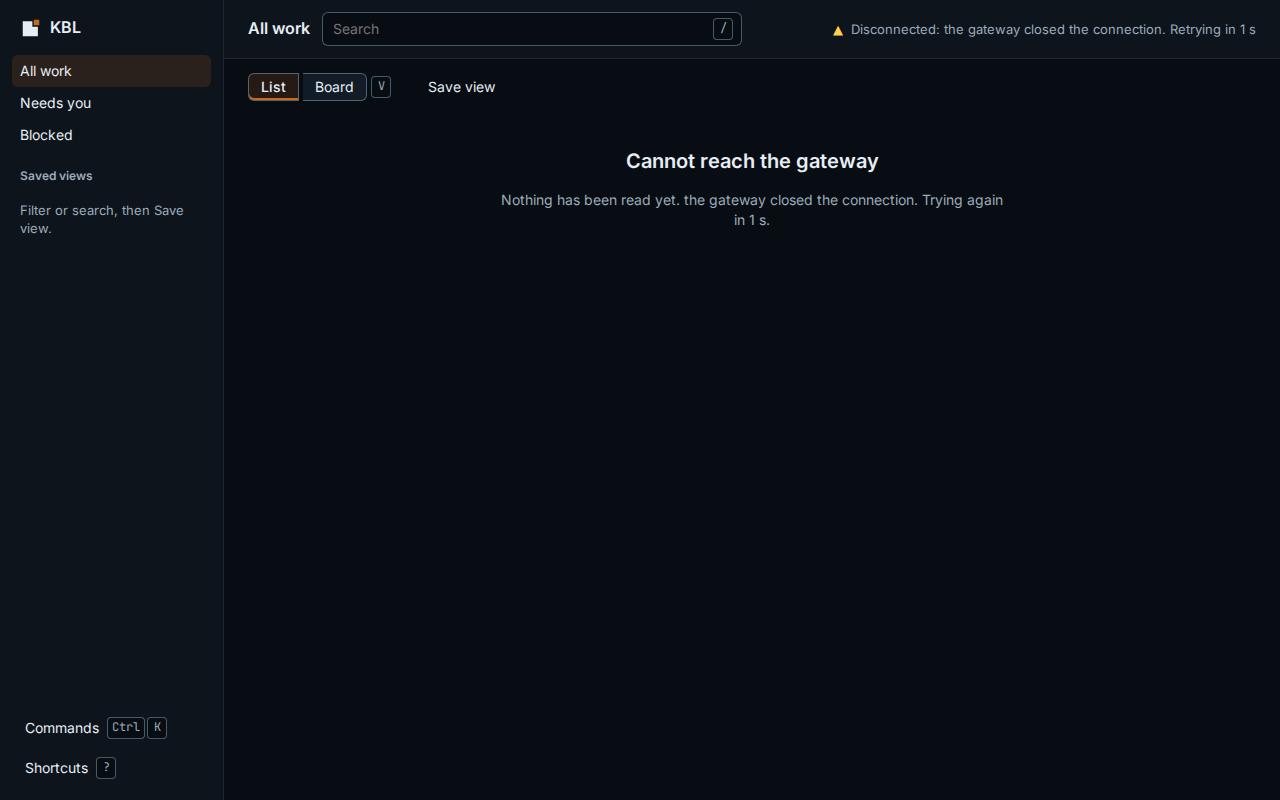 KBL
All work
Needs you
Blocked
Saved views
Filter or search, then Save
view.
Commands Ctrl K
Shortcuts ?
All work Search / Disconnected: the gateway closed the connection. Retrying in 1 s
List Board V Save view
Cannot reach the gateway
Nothing has been read yet. the gateway closed the connection. Trying again
in 1 s.